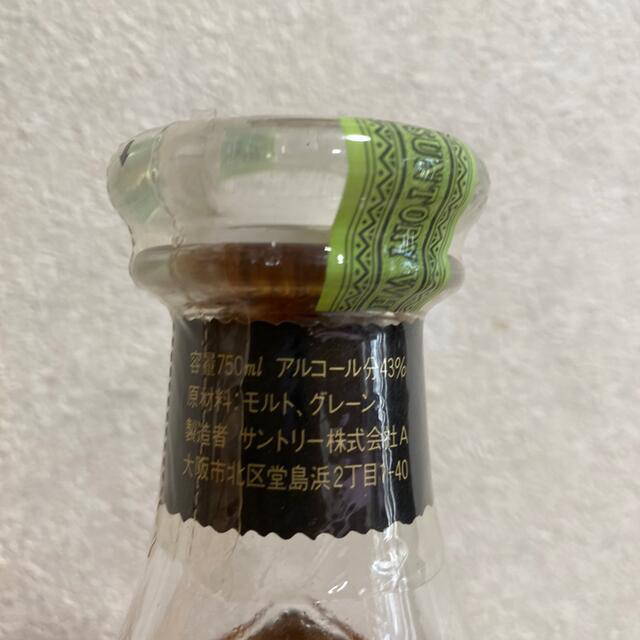 SUNTORY
容量750ml アルコール分43%
原材料:モルト、グレーン
製造者 サントリー株式会社A
大阪市北区堂島浜2丁目1-40